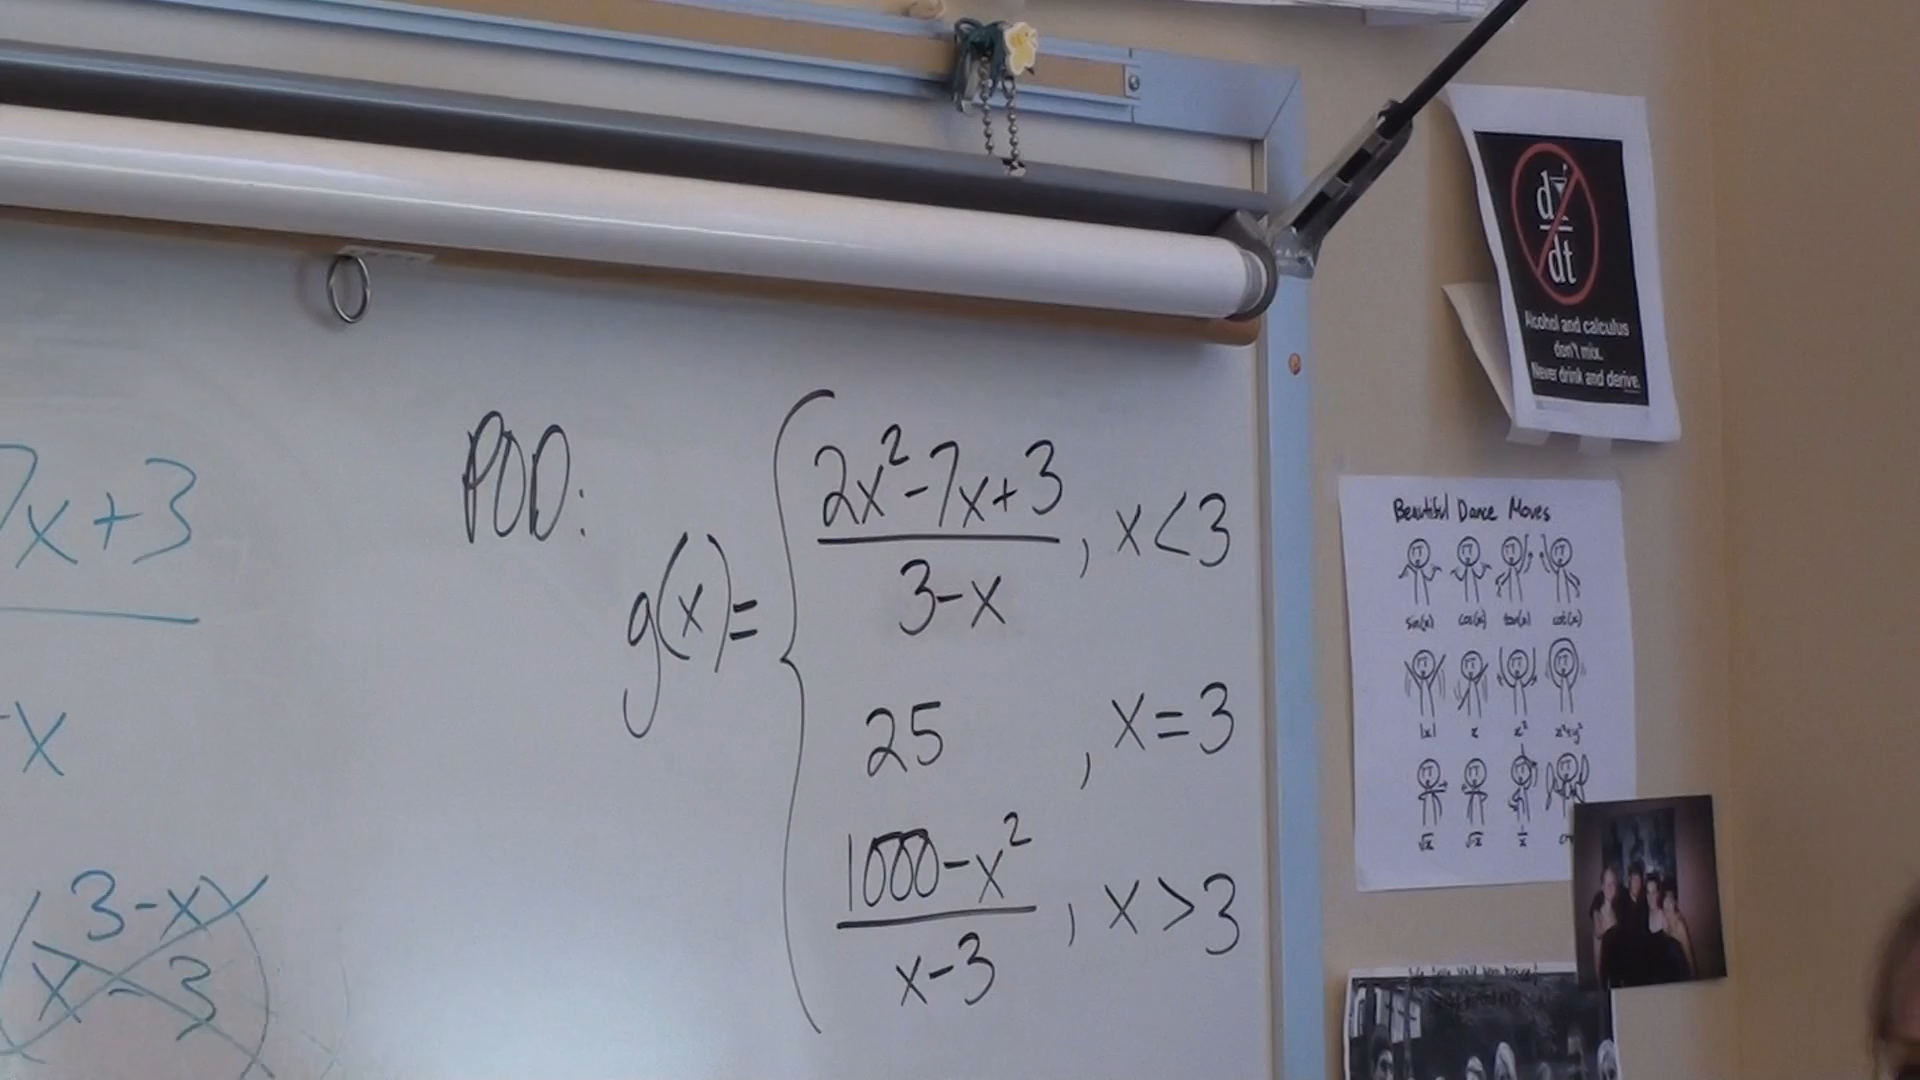 7x+3
-x
3-x
x-3
POD:
g(x)=
2x²-7x+3
3-x
, x<3
25 , x=3
1000-x²
x-3
, x>3
dy
dt
Alcohol and calculus
don't mix.
Never drink and derive.
Beautiful Dance Moves
sin(x) cos(x) tan(x) cot(x)
|x| x x² x²+y²
√x √-x 1/x